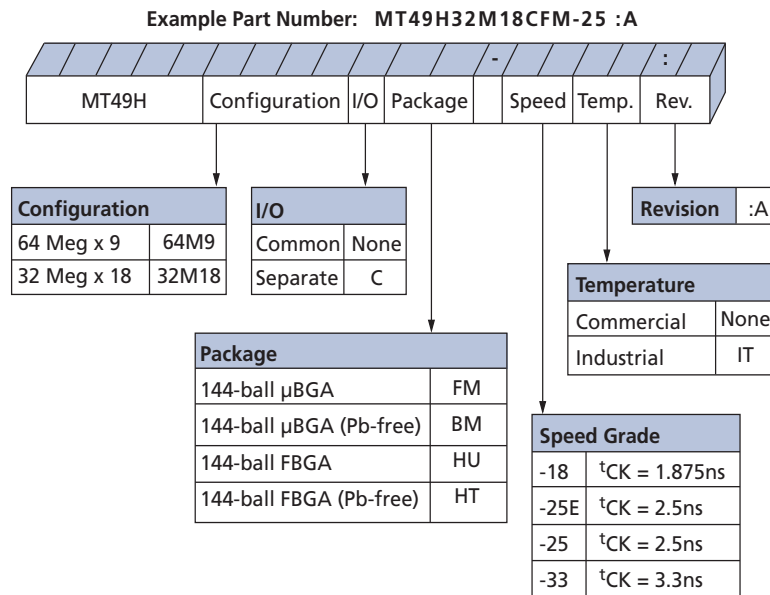 Example Part Number: MT49H32M18CFM-25 :A
- :
MT49H Configuration I/O Package Speed Temp. Rev.
Configuration
64 Meg x 9 64M9
32 Meg x 18 32M18
I/O
Common None
Separate C
Revision :A
Temperature
Commercial None
Industrial IT
Package
144-ball µBGA FM
144-ball µBGA (Pb-free) BM
144-ball FBGA HU
144-ball FBGA (Pb-free) HT
Speed Grade
-18 tCK = 1.875ns
-25E tCK = 2.5ns
-25 tCK = 2.5ns
-33 tCK = 3.3ns